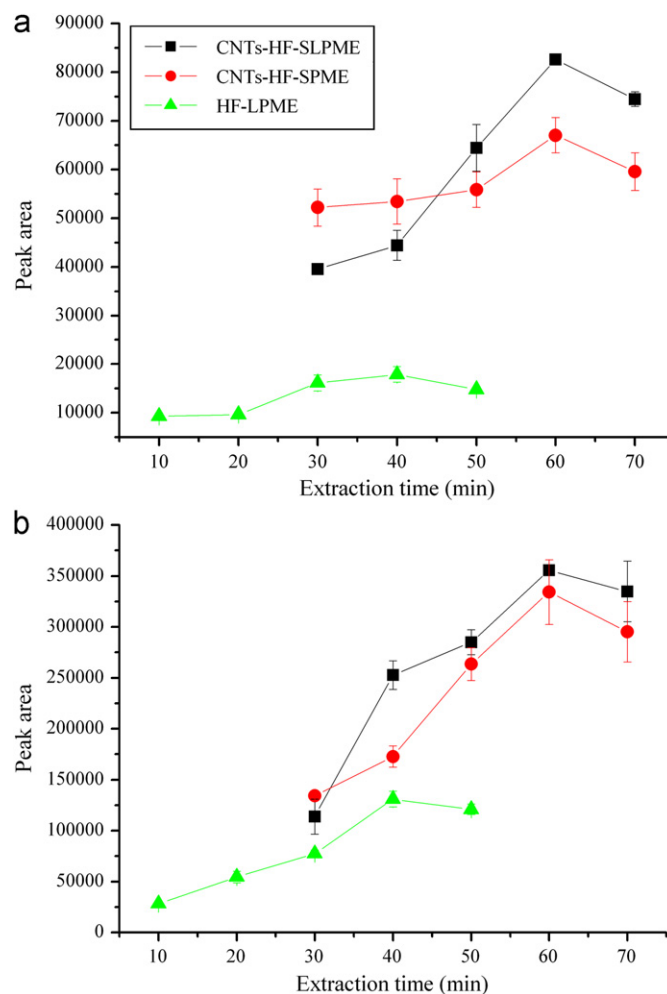 a
90000
80000
70000
60000
50000
40000
30000
20000
10000
Peak area
CNTs-HF-SLPME
CNTs-HF-SPME
HF-LPME
10 20 30 40 50 60 70
Extraction time (min)
b
400000
350000
300000
250000
200000
150000
100000
50000
0
Peak area
10 20 30 40 50 60 70
Extraction time (min)